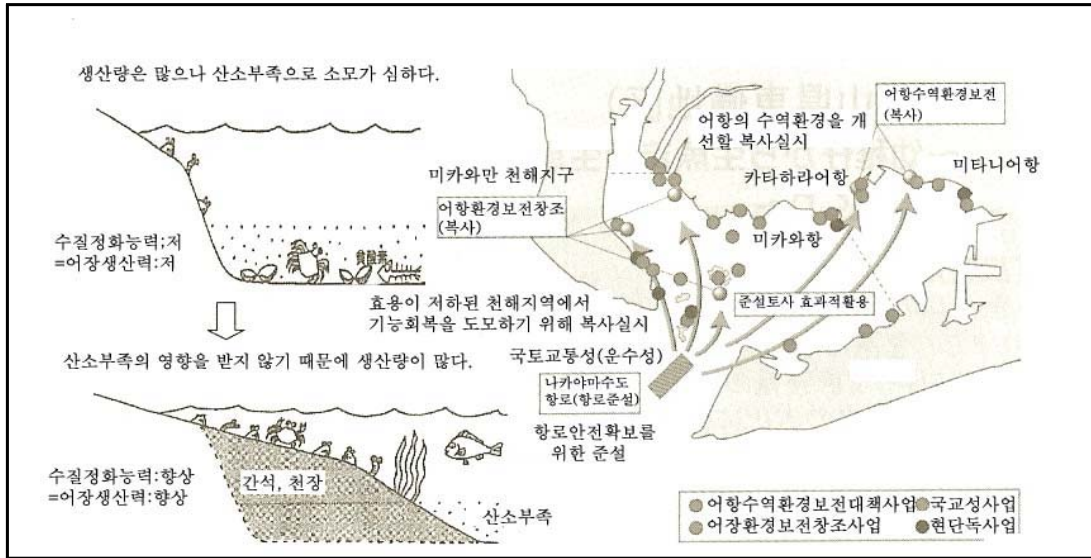 생산량은 많으나 산소부족으로 소모가 심하다.
수질정화능력;저
=어장생산력:저
貧酸素
산소부족의 영향을 받지 않기 때문에 생산량이 많다.
수질정화능력:향상
=어장생산력:향상
간석, 천장
산소부족
어항수역환경보전
(복사)
어항의 수역환경을 개
선할 복사실시
미카와만 천해지구
카타하라어항
미타니어항
어항환경보전창조
(복사)
미카와항
준설토사 효과적활용
효용이 저하된 천해지역에서
기능회복을 도모하기 위해 복사실시
국토교통성(운수성)
나카야마수도
항로(항로준설)
항로안전확보를
위한 준설
어항수역환경보전대책사업
국교성사업
어장환경보전창조사업
현단독사업